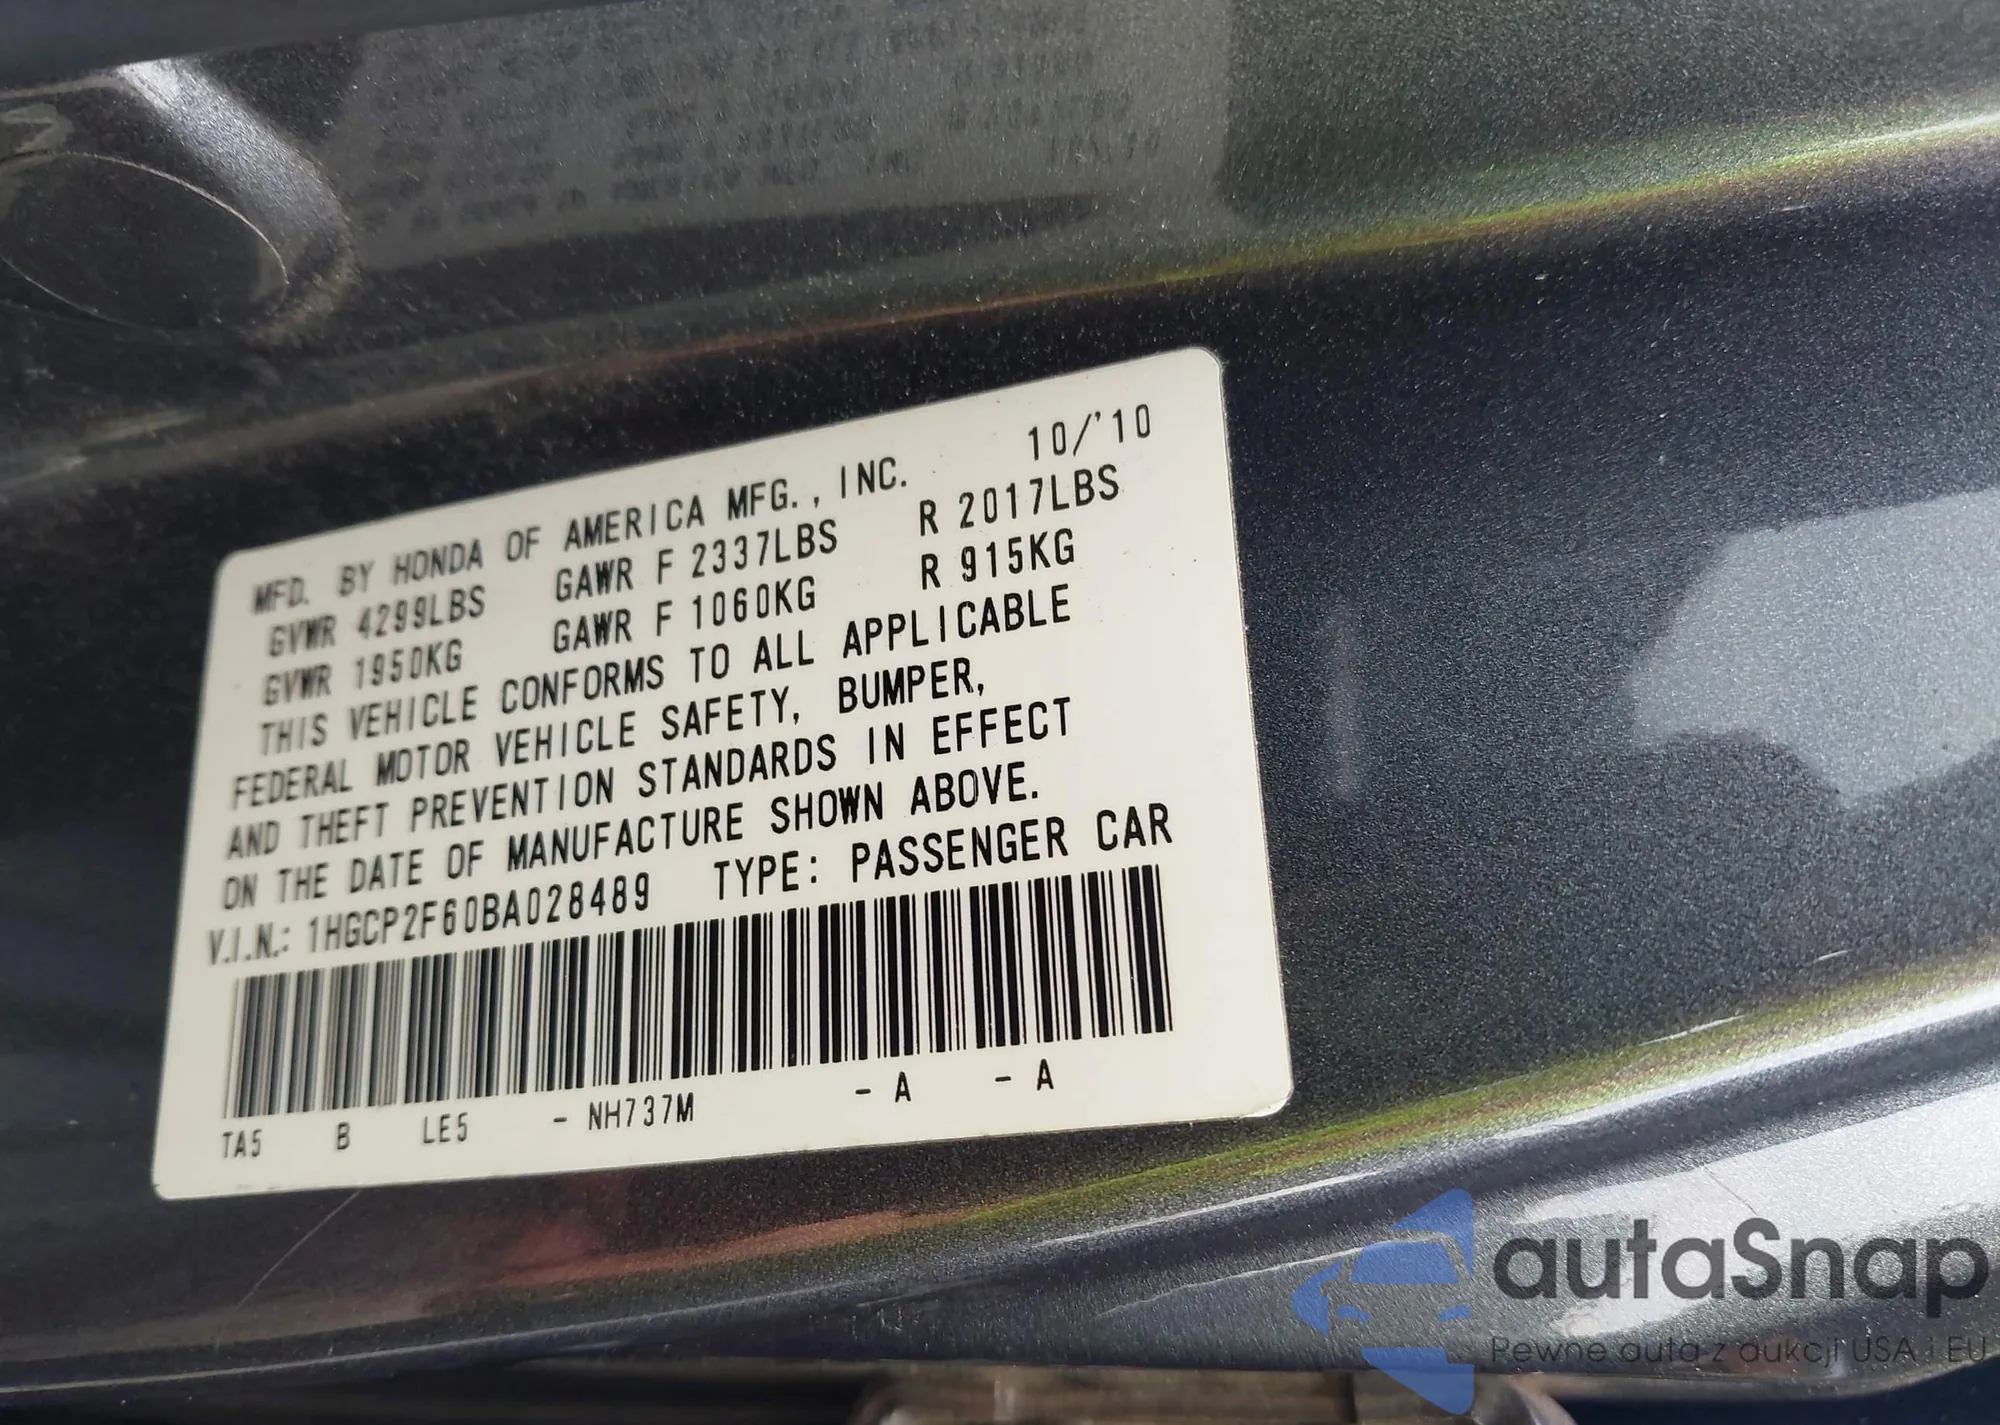 MFD. BY HONDA OF AMERICA MFG., INC. 10/'10
GVWR 4299LBS GAWR F 2337LBS R 2017LBS
GVWR 1950KG GAWR F 1060KG R 915KG
THIS VEHICLE CONFORMS TO ALL APPLICABLE
FEDERAL MOTOR VEHICLE SAFETY, BUMPER,
AND THEFT PREVENTION STANDARDS IN EFFECT
ON THE DATE OF MANUFACTURE SHOWN ABOVE.
V.I.N.: 1HGCP2F60BA028489 TYPE: PASSENGER CAR
TA5 B LE5 - NH737M - A - A
autaSnap
Pewne auta z aukcji USA i EU